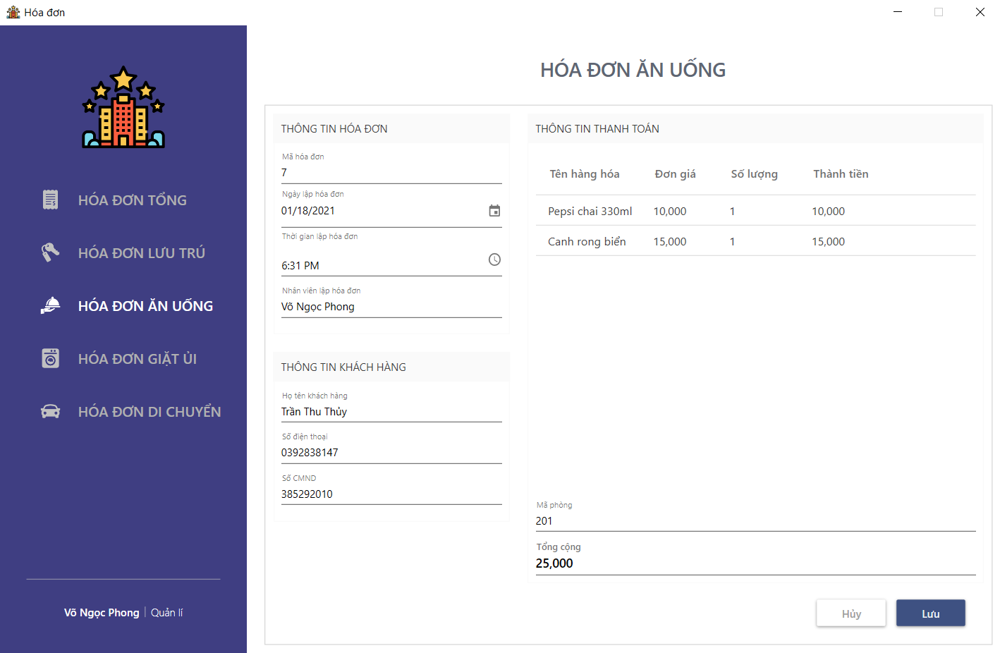 Hóa đơn
HÓA ĐƠN TỔNG
HÓA ĐƠN LƯU TRÚ
HÓA ĐƠN ĂN UỐNG
HÓA ĐƠN GIẶT ỦI
HÓA ĐƠN DI CHUYỂN
Võ Ngọc Phong | Quản lí
HÓA ĐƠN ĂN UỐNG
THÔNG TIN HÓA ĐƠN
Mã hóa đơn
7
Ngày lập hóa đơn
01/18/2021
Thời gian lập hóa đơn
6:31 PM
Nhân viên lập hóa đơn
Võ Ngọc Phong
THÔNG TIN KHÁCH HÀNG
Họ tên khách hàng
Trần Thu Thủy
Số điện thoại
0392838147
Số CMND
385292010
THÔNG TIN THANH TOÁN
Tên hàng hóa Đơn giá Số lượng Thành tiền
Pepsi chai 330ml 10,000 1 10,000
Canh rong biển 15,000 1 15,000
Mã phòng
201
Tổng cộng
25,000
Hủy Lưu